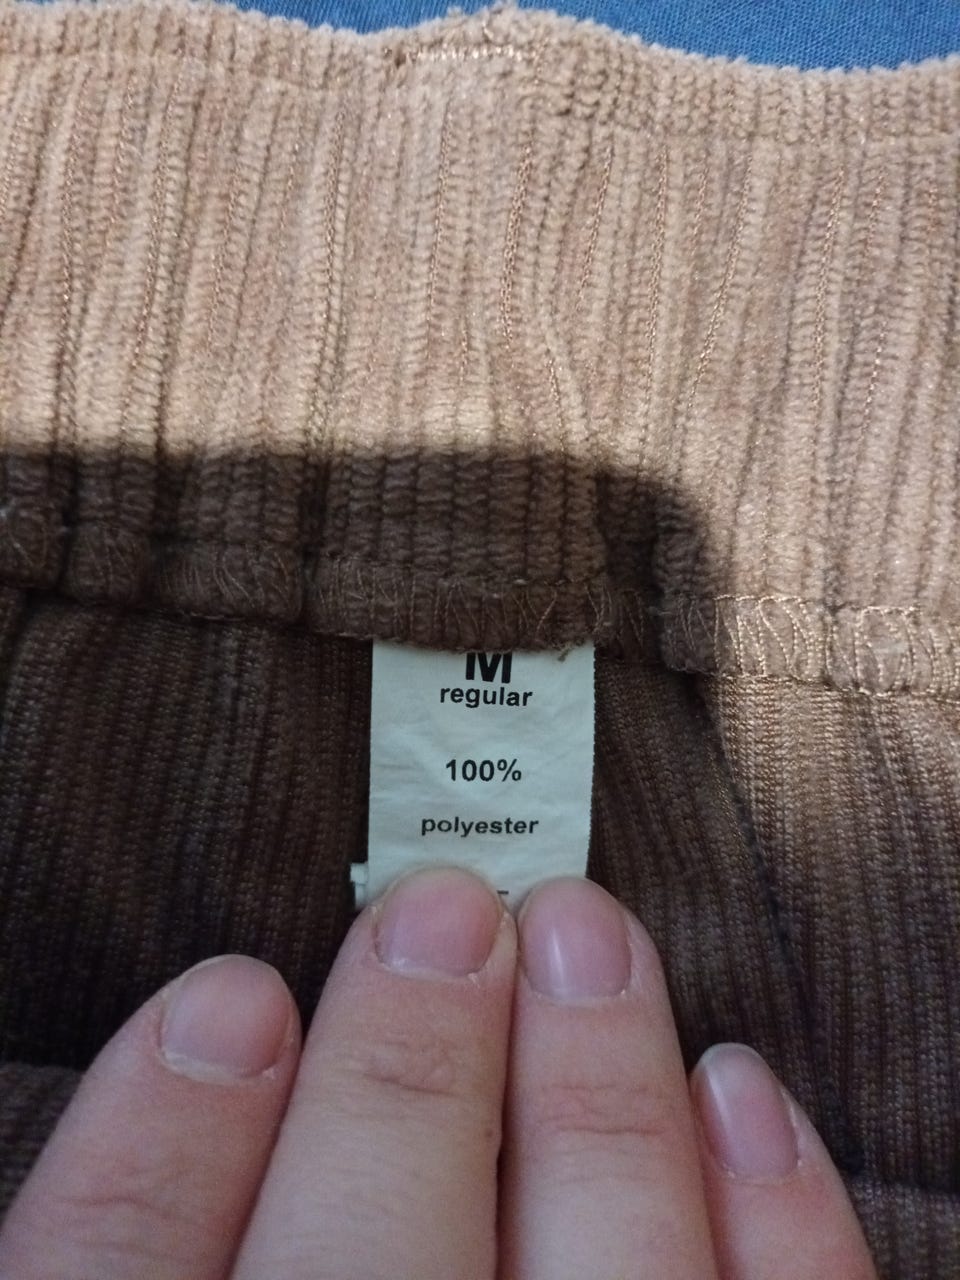 M
regular
100%
polyester